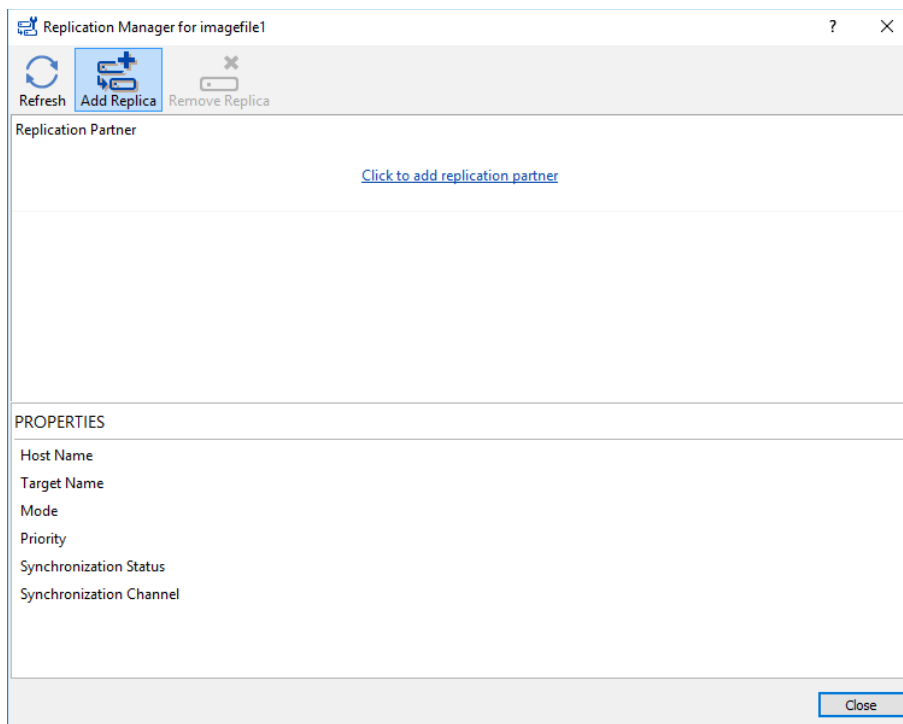 Replication Manager for imagefile1
Refresh Add Replica Remove Replica
Replication Partner
Click to add replication partner
PROPERTIES
Host Name
Target Name
Mode
Priority
Synchronization Status
Synchronization Channel
Close